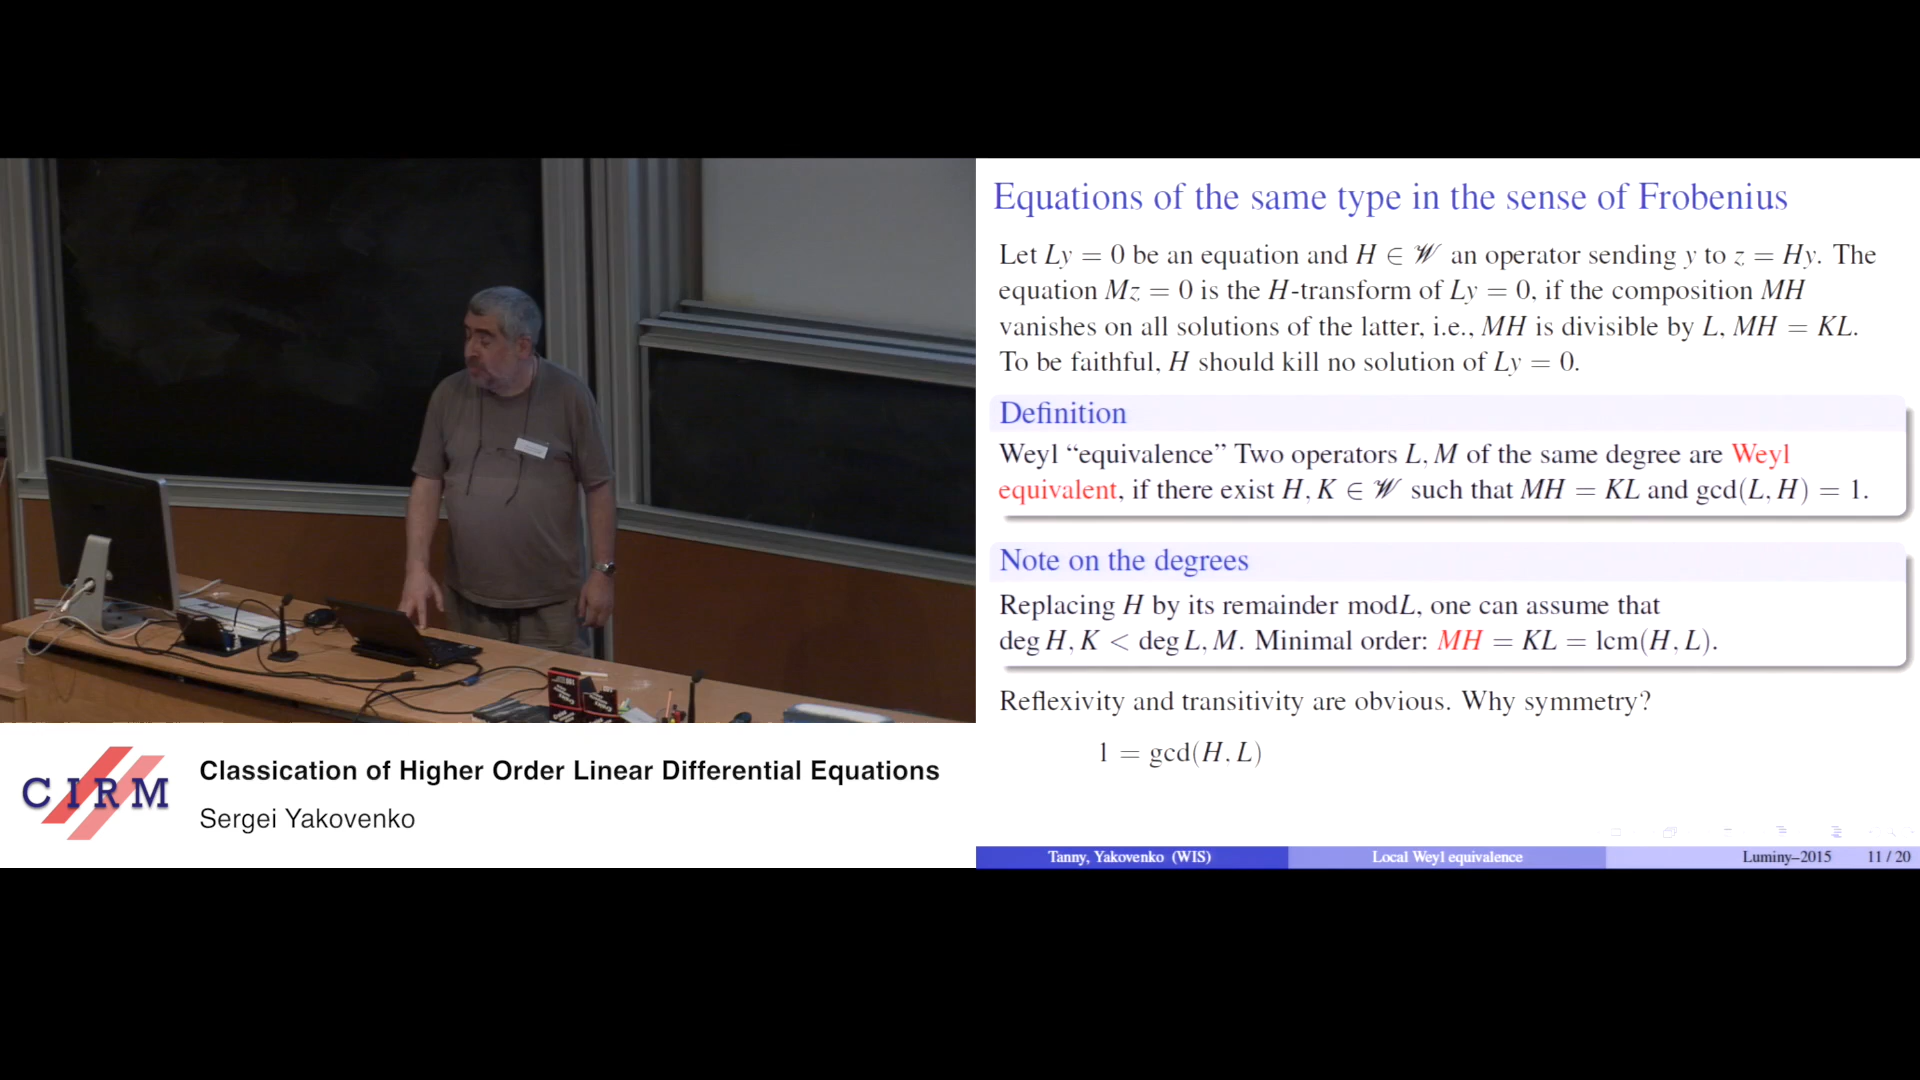 Equations of the same type in the sense of Frobenius
Let Ly = 0 be an equation and H ∈ 𝒲 an operator sending y to z = Hy. The
equation Mz = 0 is the H-transform of Ly = 0, if the composition MH
vanishes on all solutions of the latter, i.e., MH is divisible by L, MH = KL.
To be faithful, H should kill no solution of Ly = 0.
Definition
Weyl “equivalence” Two operators L, M of the same degree are Weyl
equivalent, if there exist H, K ∈ 𝒲 such that MH = KL and gcd(L, H) = 1.
Note on the degrees
Replacing H by its remainder mod L, one can assume that
deg H, K < deg L, M. Minimal order: MH = KL = lcm(H, L).
Reflexivity and transitivity are obvious. Why symmetry?
1 = gcd(H, L)
Tanny, Yakovenko (WIS) Local Weyl equivalence Luminy–2015 11 / 20
CIRM
Classication of Higher Order Linear Differential Equations
Sergei Yakovenko